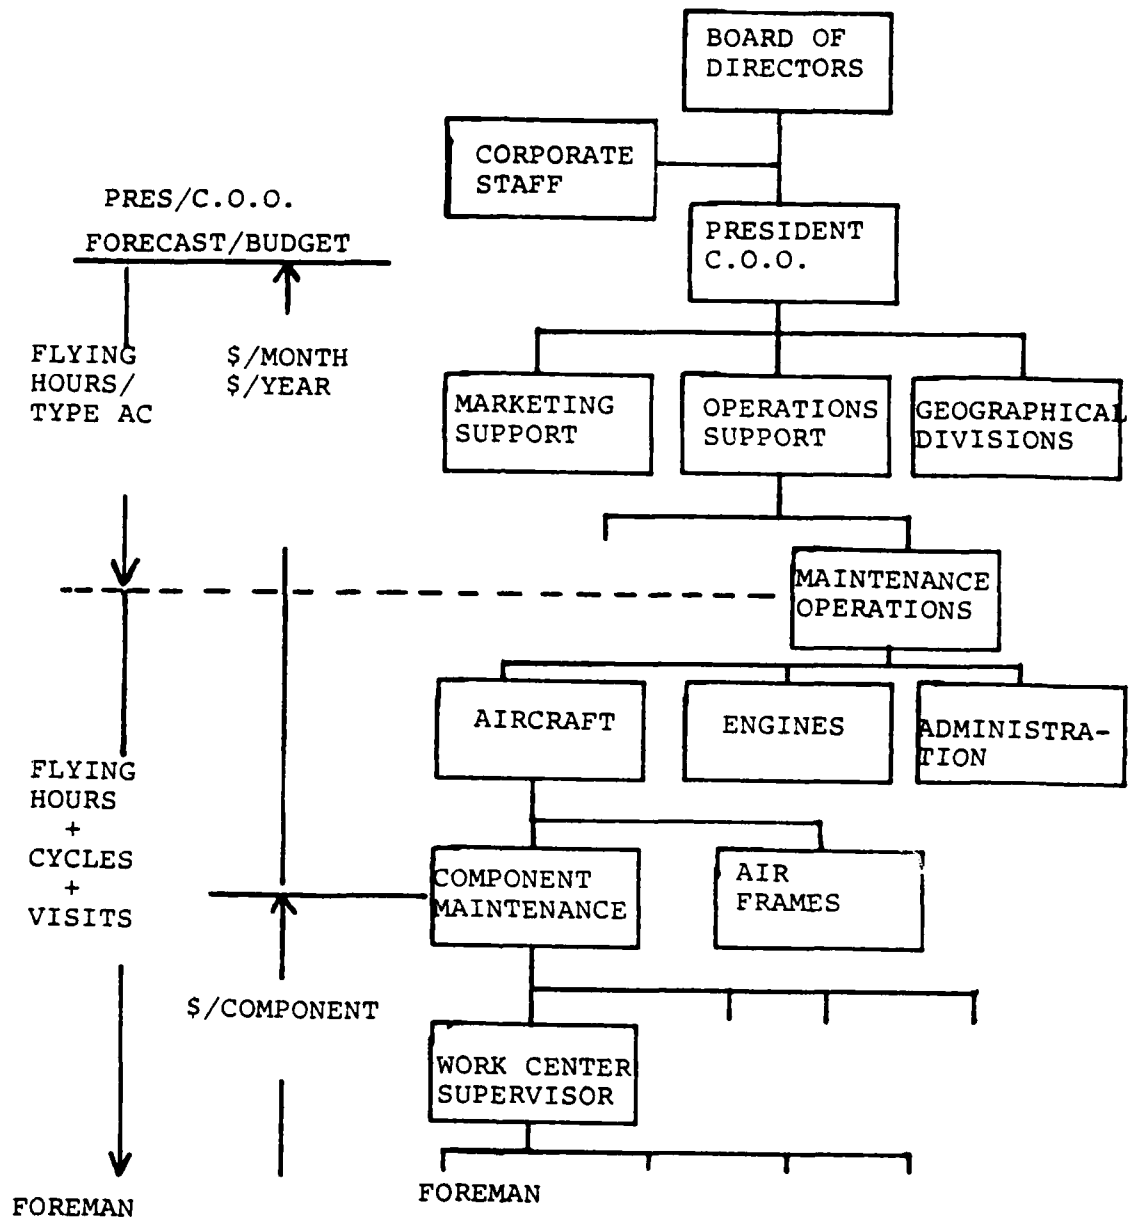 BOARD OF
DIRECTORS
CORPORATE
STAFF
PRES/C.O.O.
FORECAST/BUDGET
PRESIDENT
C.O.O.
FLYING
HOURS/
TYPE AC
$/MONTH
$/YEAR
MARKETING
SUPPORT
OPERATIONS
SUPPORT
GEOGRAPHICAL
DIVISIONS
MAINTENANCE
OPERATIONS
AIRCRAFT
ENGINES
ADMINISTRA-
TION
FLYING
HOURS
+
CYCLES
+
VISITS
COMPONENT
MAINTENANCE
AIR
FRAMES
$/COMPONENT
WORK CENTER
SUPERVISOR
FOREMAN
FOREMAN